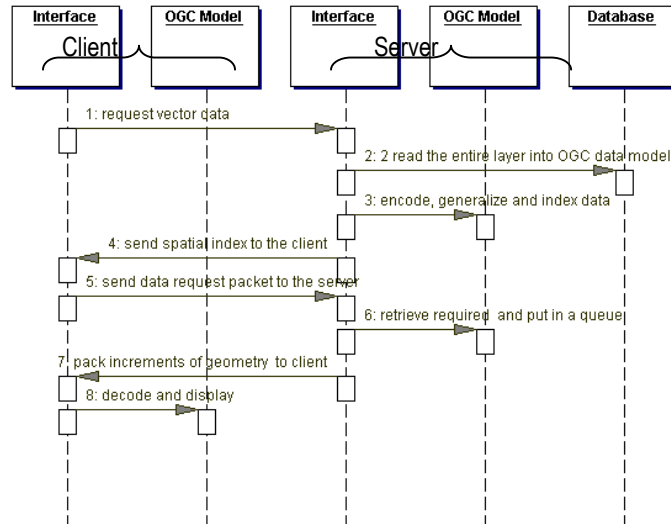 Interface
OGC Model
Interface
OGC Model
Database
Client
Server
1: request vector data
2: 2 read the entire layer into OGC data model
3: encode, generalize and index data
4: send spatial index to the client
5: send data request packet to the server
6: retrieve required and put in a queue
7 pack increments of geometry to client
8: decode and display